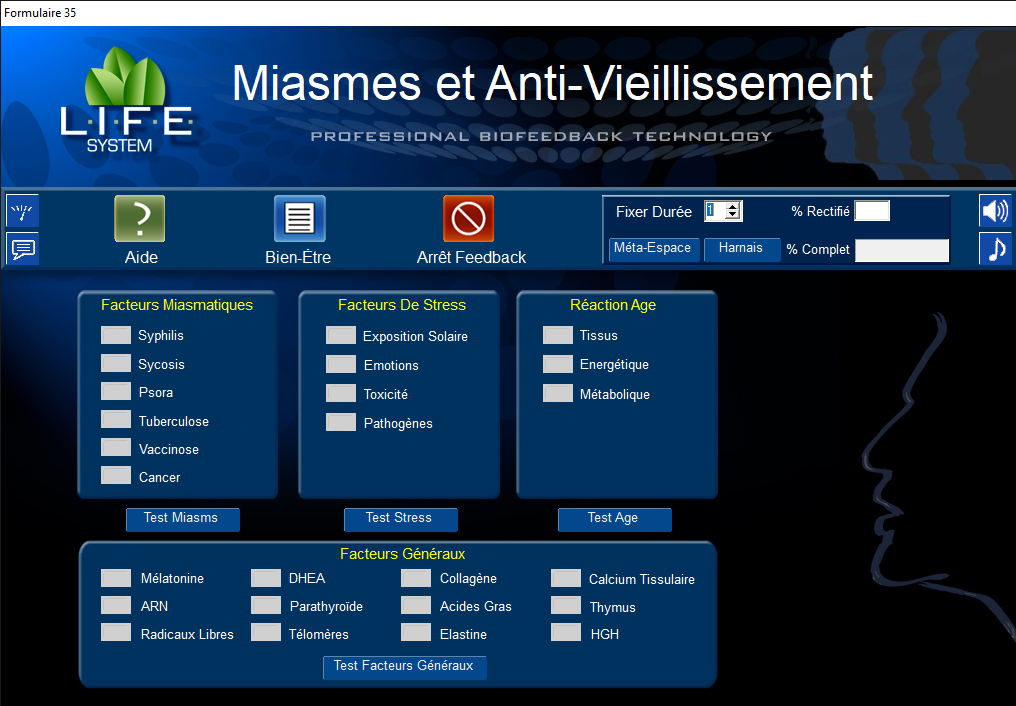 Formulaire 35
L·I·F·E
SYSTEM
Miasmes et Anti-Vieillissement
PROFESSIONAL BIOFEEDBACK TECHNOLOGY
?
Aide
Bien-Être
Arrêt Feedback
Fixer Durée 1 % Rectifié
Méta-Espace Harnais % Complet
Facteurs Miasmatiques
Syphilis
Sycosis
Psora
Tuberculose
Vaccinose
Cancer
Test Miasms
Facteurs De Stress
Exposition Solaire
Emotions
Toxicité
Pathogènes
Test Stress
Réaction Age
Tissus
Energétique
Métabolique
Test Age
Facteurs Généraux
Mélatonine DHEA Collagène Calcium Tissulaire
ARN Parathyroïde Acides Gras Thymus
Radicaux Libres Télomères Elastine HGH
Test Facteurs Généraux